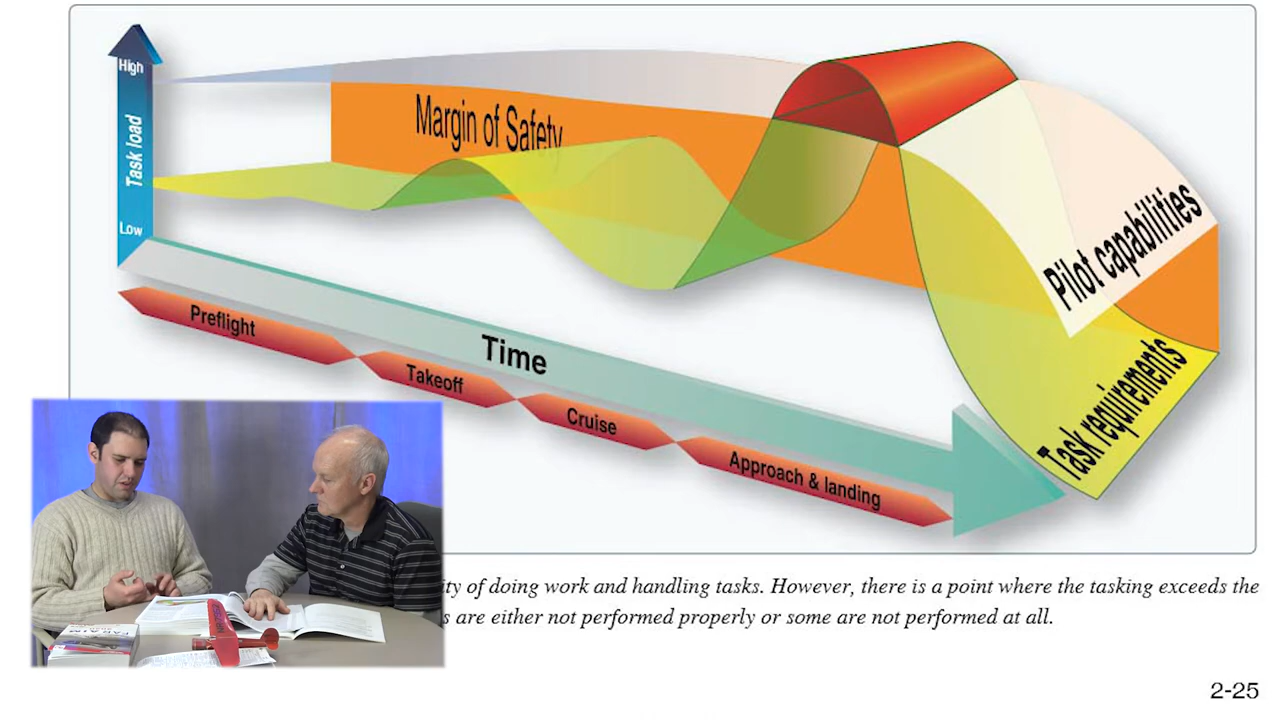 High
Task load
Low
Margin of Safety
Pilot capabilities
Task requirements
Time
Preflight
Takeoff
Cruise
Approach & landing
ity of doing work and handling tasks. However, there is a point where the tasking exceeds the
s are either not performed properly or some are not performed at all.
2-25